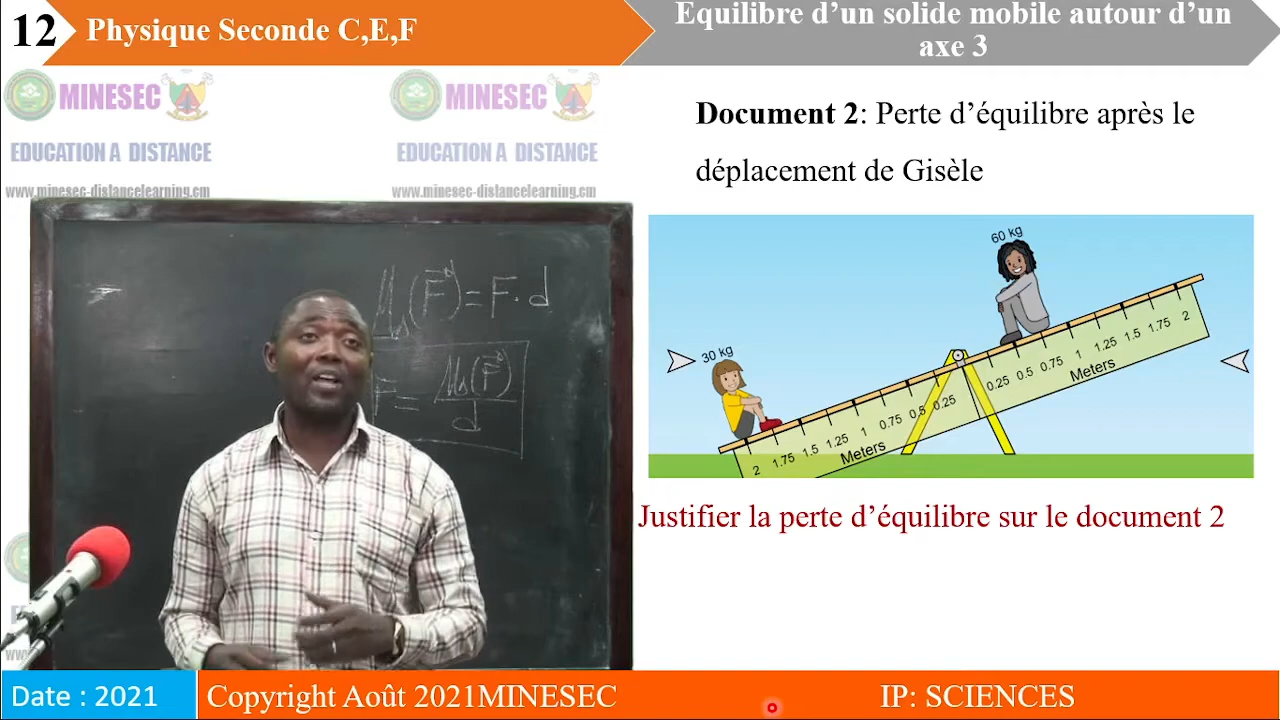 12
Physique Seconde C,E,F
Equilibre d’un solide mobile autour d’un
axe 3
MINESEC
MINESEC
EDUCATION A DISTANCE
EDUCATION A DISTANCE
www.minesec-distancelearning.cm
www.minesec-distancelearning.cm
Document 2: Perte d’équilibre après le
déplacement de Gisèle
60 kg
30 kg
2 1.75 1.5 1.25 1 0.75 0.5 0.25
0.25 0.5 0.75 1 1.25 1.5 1.75 2
Meters
Meters
(F) = F. d
F = (F)
d
Justifier la perte d’équilibre sur le document 2
Date : 2021
Copyright Août 2021MINESEC
IP: SCIENCES